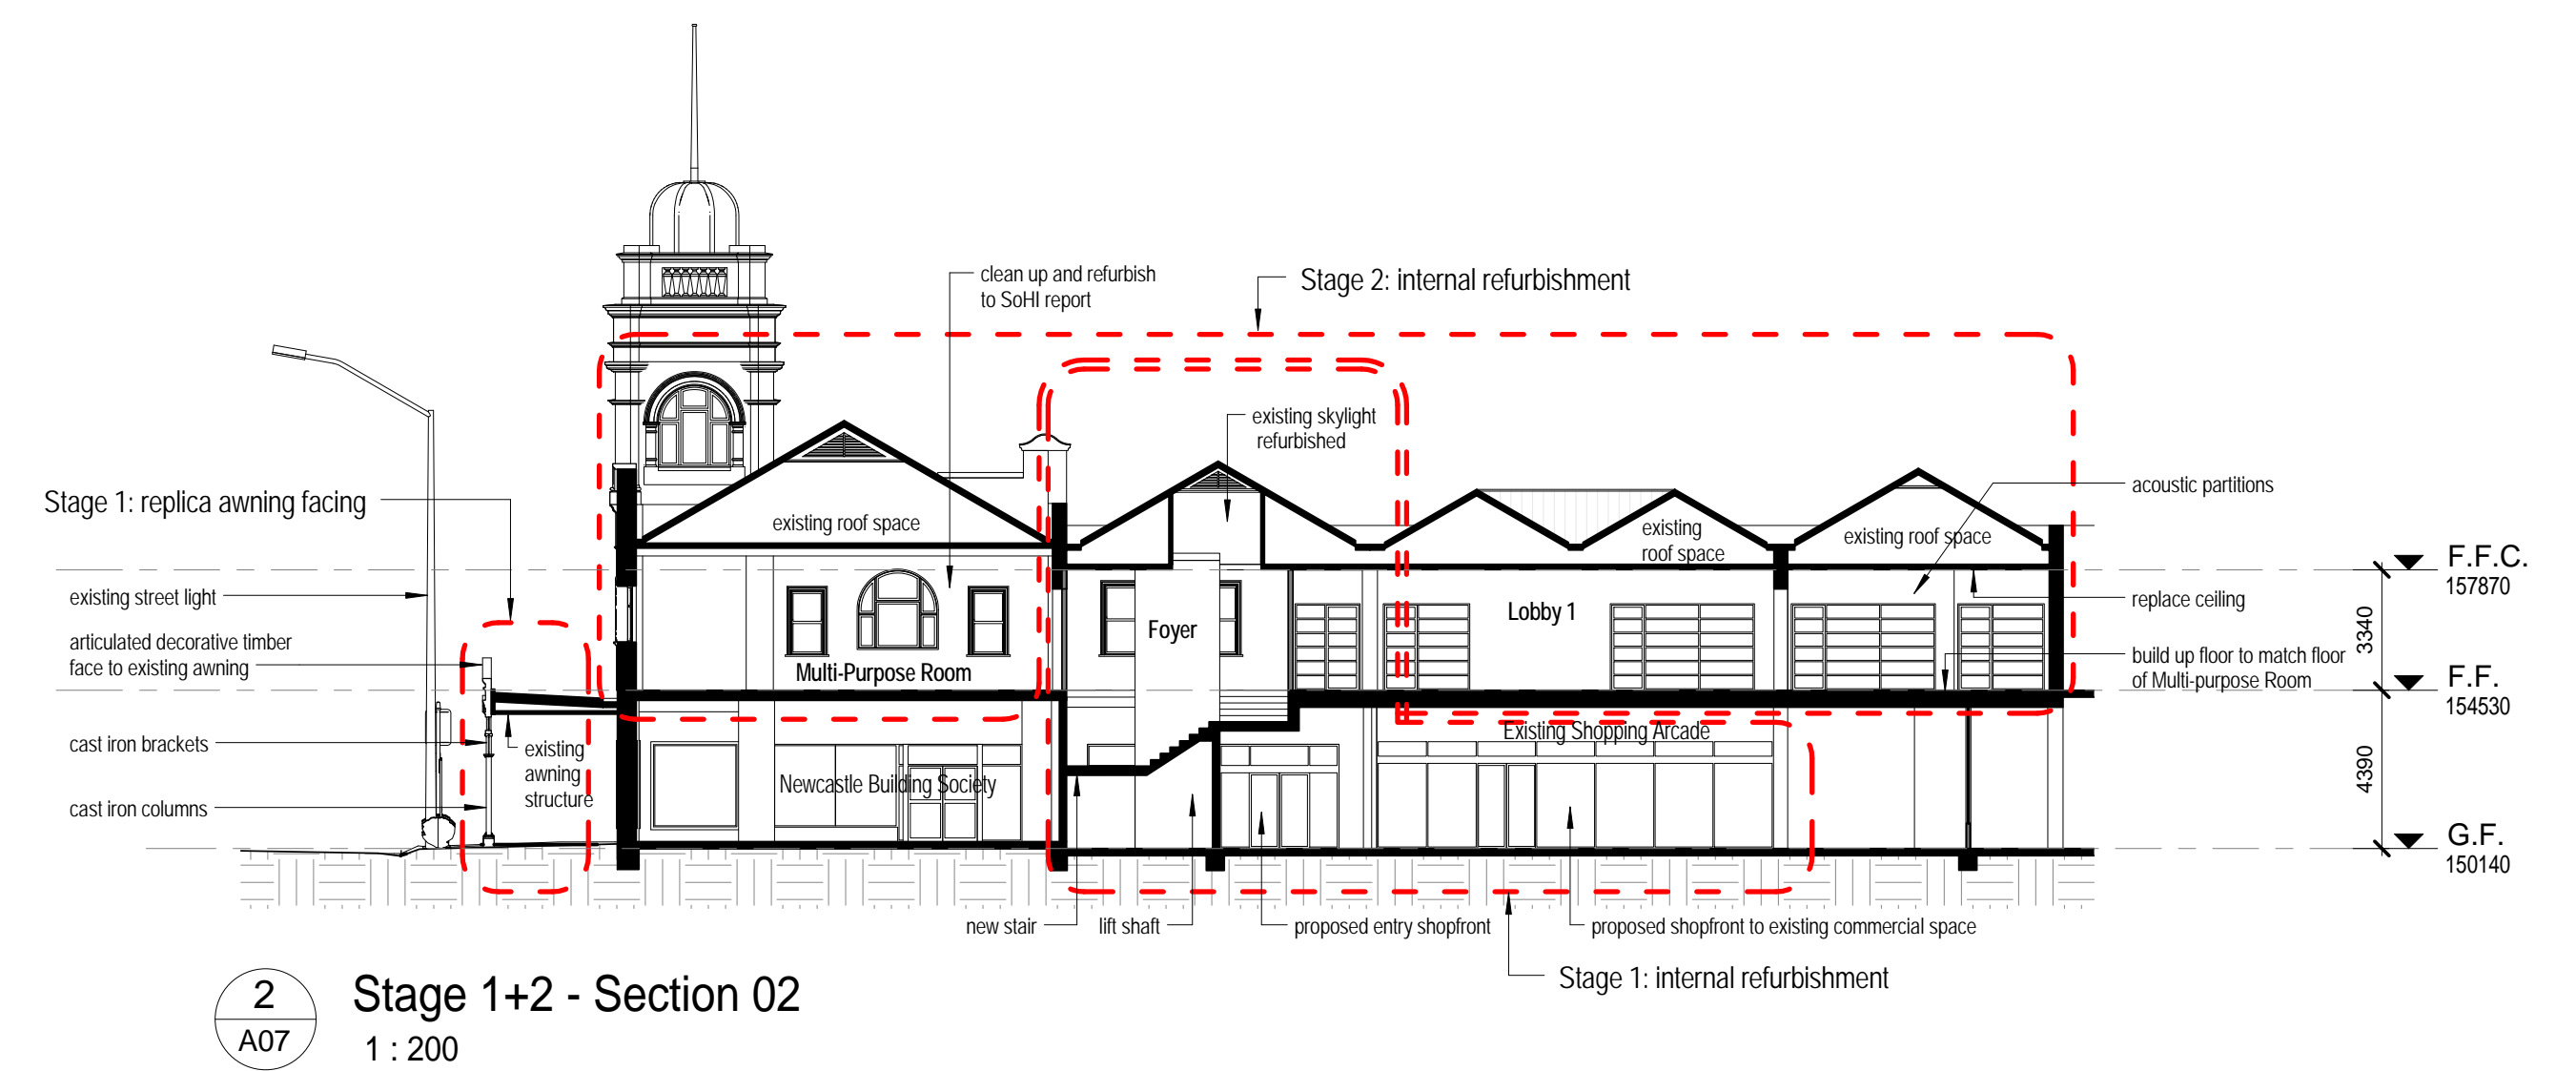 clean up and refurbish
to SoHI report
Stage 2: internal refurbishment
existing skylight
refurbished
Stage 1: replica awning facing
acoustic partitions
existing roof space
existing
roof space
existing roof space
F.F.C.
157870
existing street light
replace ceiling
Lobby 1
Foyer
3340
articulated decorative timber
face to existing awning
Multi-Purpose Room
build up floor to match floor
of Multi-purpose Room
F.F.
154530
cast iron brackets
existing
awning
structure
Existing Shopping Arcade
Newcastle Building Society
4390
cast iron columns
G.F.
150140
new stair
lift shaft
proposed entry shopfront
proposed shopfront to existing commercial space
Stage 1: internal refurbishment
2
A07
Stage 1+2 - Section 02
1 : 200